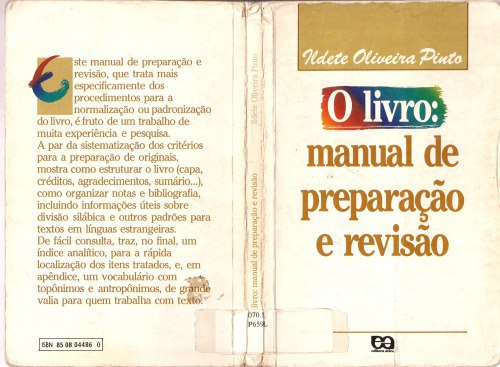 Este manual de preparação e
revisão, que trata mais
especificamente dos
procedimentos para a
normalização ou padronização
do livro, é fruto de um trabalho de
muita experiência e pesquisa.
A par da sistematização dos critérios
para a preparação de originais,
mostra como estruturar o livro (capa,
créditos, agradecimentos, sumário...),
como organizar notas e bibliografia,
incluindo informações úteis sobre
divisão silábica e outros padrões para
textos em línguas estrangeiras.
De fácil consulta, traz, no final, um
índice analítico, para a rápida
localização dos itens tratados, e, em
apêndice, um vocabulário com
topônimos e antropônimos, de grande
valia para quem trabalha com texto.
ISBN 85 08 04486 0
Ildete Oliveira Pinto
livro: manual de preparação e revisão
070.5
P659L
Ildete Oliveira Pinto
O livro:
manual de
preparação
e revisão
editora ática